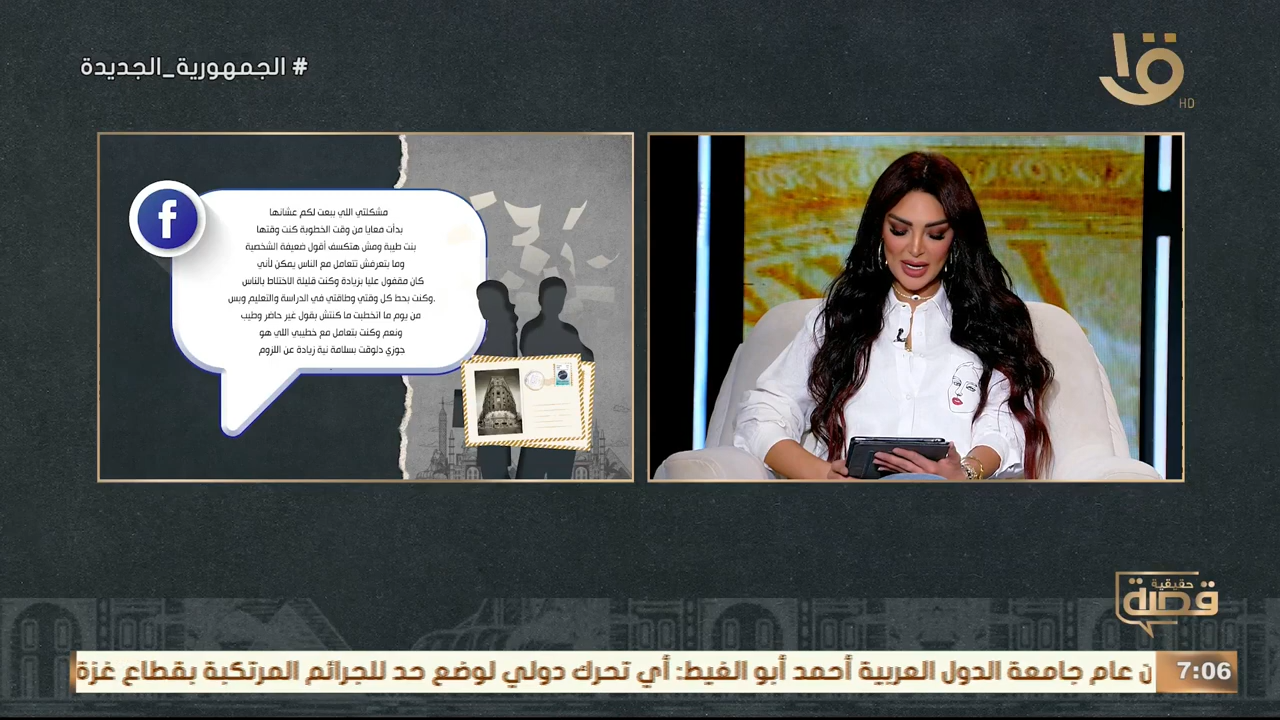 # الجمهورية_الجديدة
HD
مشكلتي اللي ببعت لكم عشانها
بدأت معايا من وقت الخطوبة كنت وقتها
بنت طيبة ومش هنكسف أقول ضعيفة الشخصية
وما بتعرفش تتعامل مع الناس يمكن لأني
كان مقفول عليا بزيادة وكنت قليلة الاختلاط بالناس
وكنت بحط كل وقتي وطاقتي في الدراسة والتعليم وبس.
من يوم ما اتخطبت ما كنتش بقول غير حاضر وطيب
ونعم وكنت بتعامل مع خطيبي اللي هو
جوزي دلوقت بسلامة نية زيادة عن اللزوم
f
قصة
حقيقية
ن عام جامعة الدول العربية أحمد أبو الغيط: أي تحرك دولي لوضع حد للجرائم المرتكبة بقطاع غزة
7:06